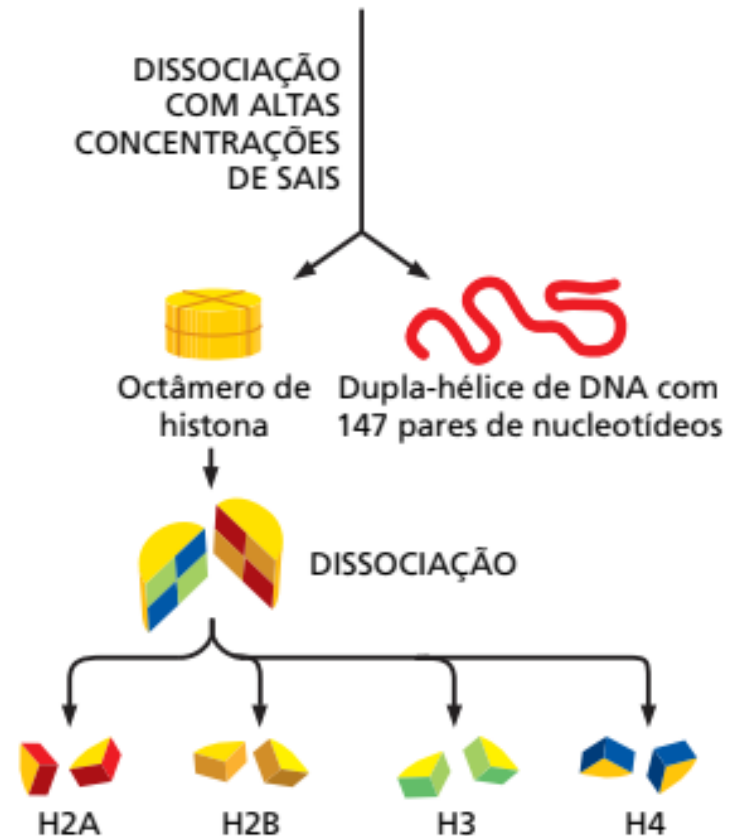 DISSOCIAÇÃO
COM ALTAS
CONCENTRAÇÕES
DE SAIS
Octâmero de
histona
Dupla-hélice de DNA com
147 pares de nucleotídeos
DISSOCIAÇÃO
H2A
H2B
H3
H4